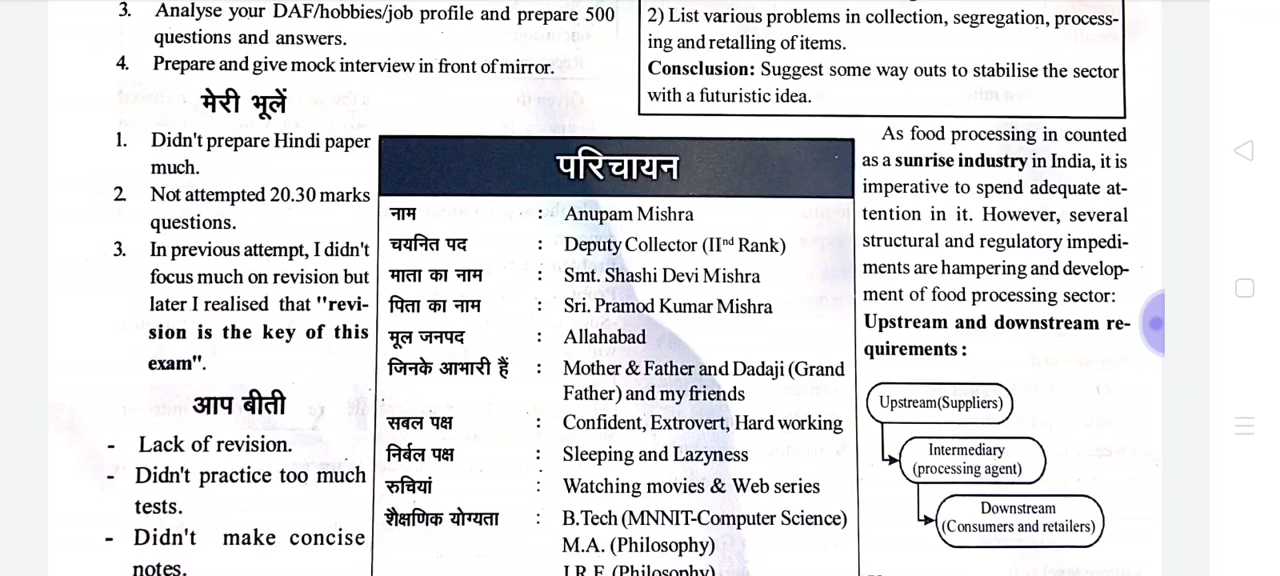 3. Analyse your DAF/hobbies/job profile and prepare 500
questions and answers.
4. Prepare and give mock interview in front of mirror.
मेरी भूलें
1. Didn't prepare Hindi paper
much.
2. Not attempted 20.30 marks
questions.
3. In previous attempt, I didn't
focus much on revision but
later I realised that "revi-
sion is the key of this
exam".
आप बीती
- Lack of revision.
- Didn't practice too much
tests.
- Didn't make concise
notes.
परिचायन
नाम : Anupam Mishra
चयनित पद : Deputy Collector (IInd Rank)
माता का नाम : Smt. Shashi Devi Mishra
पिता का नाम : Sri. Pramod Kumar Mishra
मूल जनपद : Allahabad
जिनके आभारी हैं : Mother & Father and Dadaji (Grand
Father) and my friends
सबल पक्ष : Confident, Extrovert, Hard working
निर्बल पक्ष : Sleeping and Lazyness
रुचियां : Watching movies & Web series
शैक्षणिक योग्यता : B.Tech (MNNIT-Computer Science)
M.A. (Philosophy)
J.R.F. (Philosophy)
2) List various problems in collection, segregation, process-
ing and retalling of items.
Consclusion: Suggest some way outs to stabilise the sector
with a futuristic idea.
As food processing in counted
as a sunrise industry in India, it is
imperative to spend adequate at-
tention in it. However, several
structural and regulatory impedi-
ments are hampering and develop-
ment of food processing sector:
Upstream and downstream re-
quirements :
Upstream(Suppliers)
Intermediary
(processing agent)
Downstream
(Consumers and retailers)